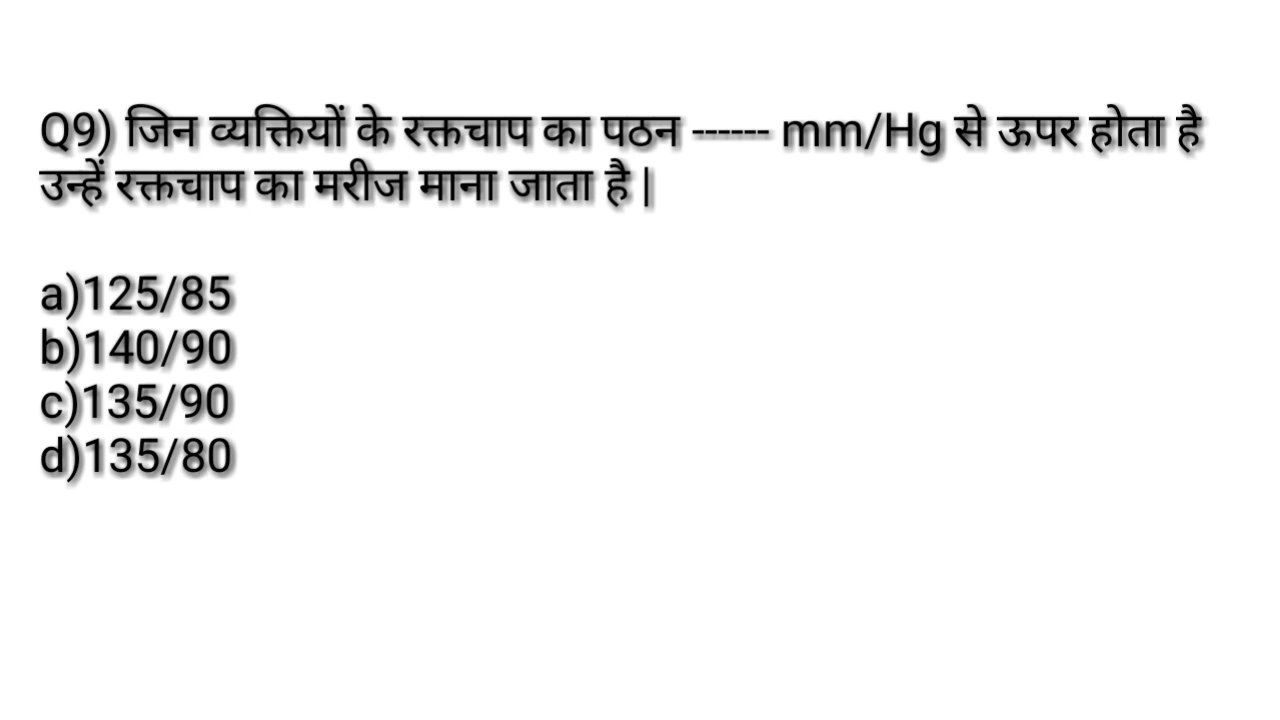 Q9) जिन व्यक्तियों के रक्तचाप का पठन ------ mm/Hg से ऊपर होता है
उन्हें रक्तचाप का मरीज माना जाता है |
a)125/85
b)140/90
c)135/90
d)135/80